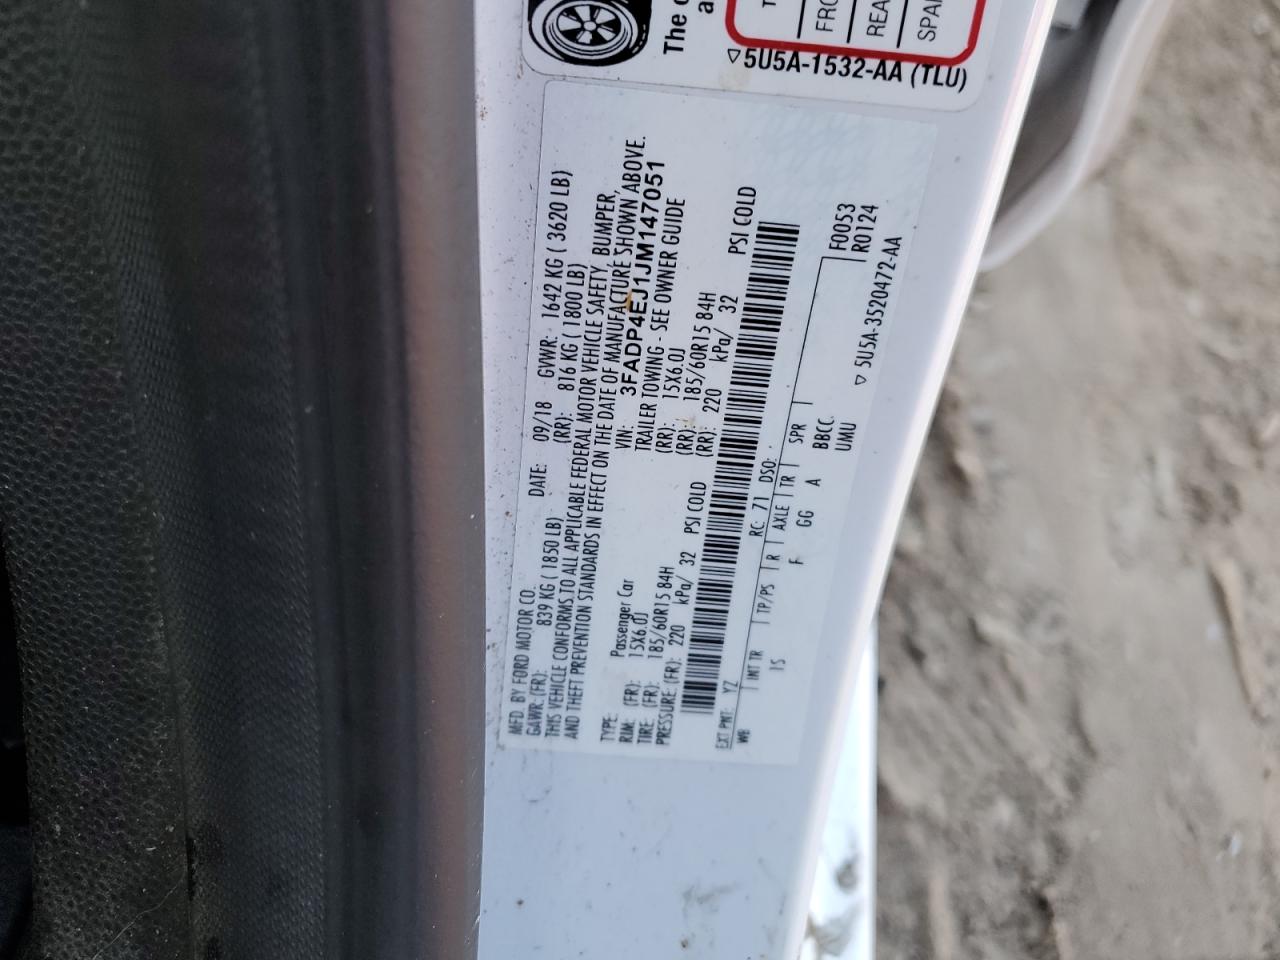 The
a
T
FRO
REA
SPAR
▽5U5A-1532-AA (TLU)
MFD. BY FORD MOTOR CO. DATE: 09/18 GVWR: 1642 KG ( 3620 LB)
GAWR: (FR): 839 KG ( 1850 LB) (RR): 816 KG ( 1800 LB)
THIS VEHICLE CONFORMS TO ALL APPLICABLE FEDERAL MOTOR VEHICLE SAFETY, BUMPER,
AND THEFT PREVENTION STANDARDS IN EFFECT ON THE DATE OF MANUFACTURE SHOWN ABOVE.
VIN: 3FADP4EJ1JM147051
TYPE: Passenger Car TRAILER TOWING - SEE OWNER GUIDE
RIM: (FR): 15X6.0J (RR): 15X6.0J
TIRE: (FR): 185/60R15 84H (RR): 185/60R15 84H
PRESSURE (FR): 220 kPa/ 32 PSI COLD (RR): 220 kPa/ 32 PSI COLD
EXT PNT: YZ RC: 71 DSO:
WB INT TR TP/PS R AXLE TR SPR F0053
IS F GG A BBCC R0124
UMU
▽ 5U5A-3520472-AA